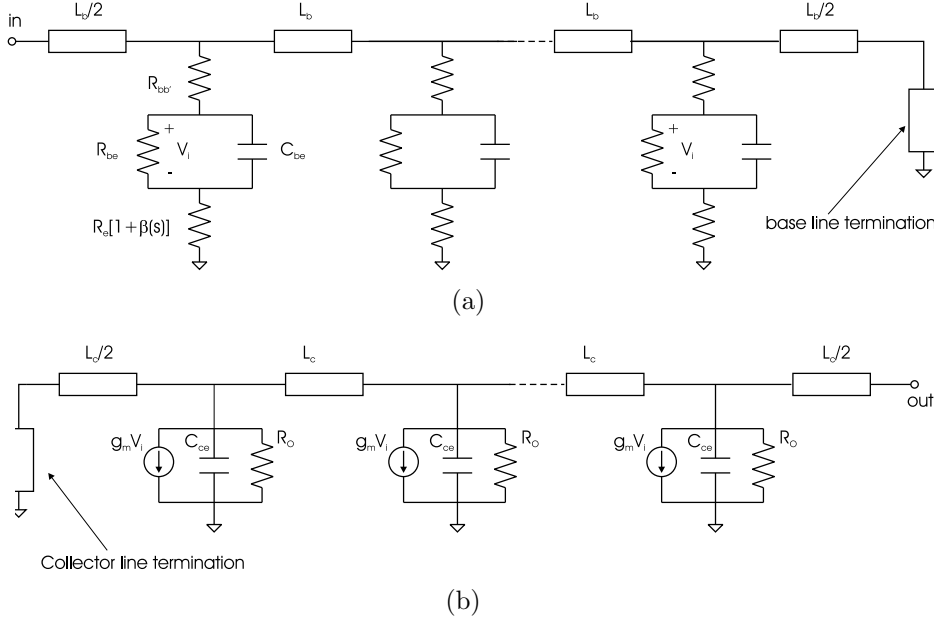 L_b/2 L_b L_b L_b/2
in
R_bb'
+ +
R_be V_i C_be V_i
- -
R_e[1+β(s)]
base line termination
(a)
L_c/2 L_c L_c L_c/2
out
g_mV_i C_ce R_O g_mV_i C_ce R_O g_mV_i C_ce R_O
Collector line termination
(b)